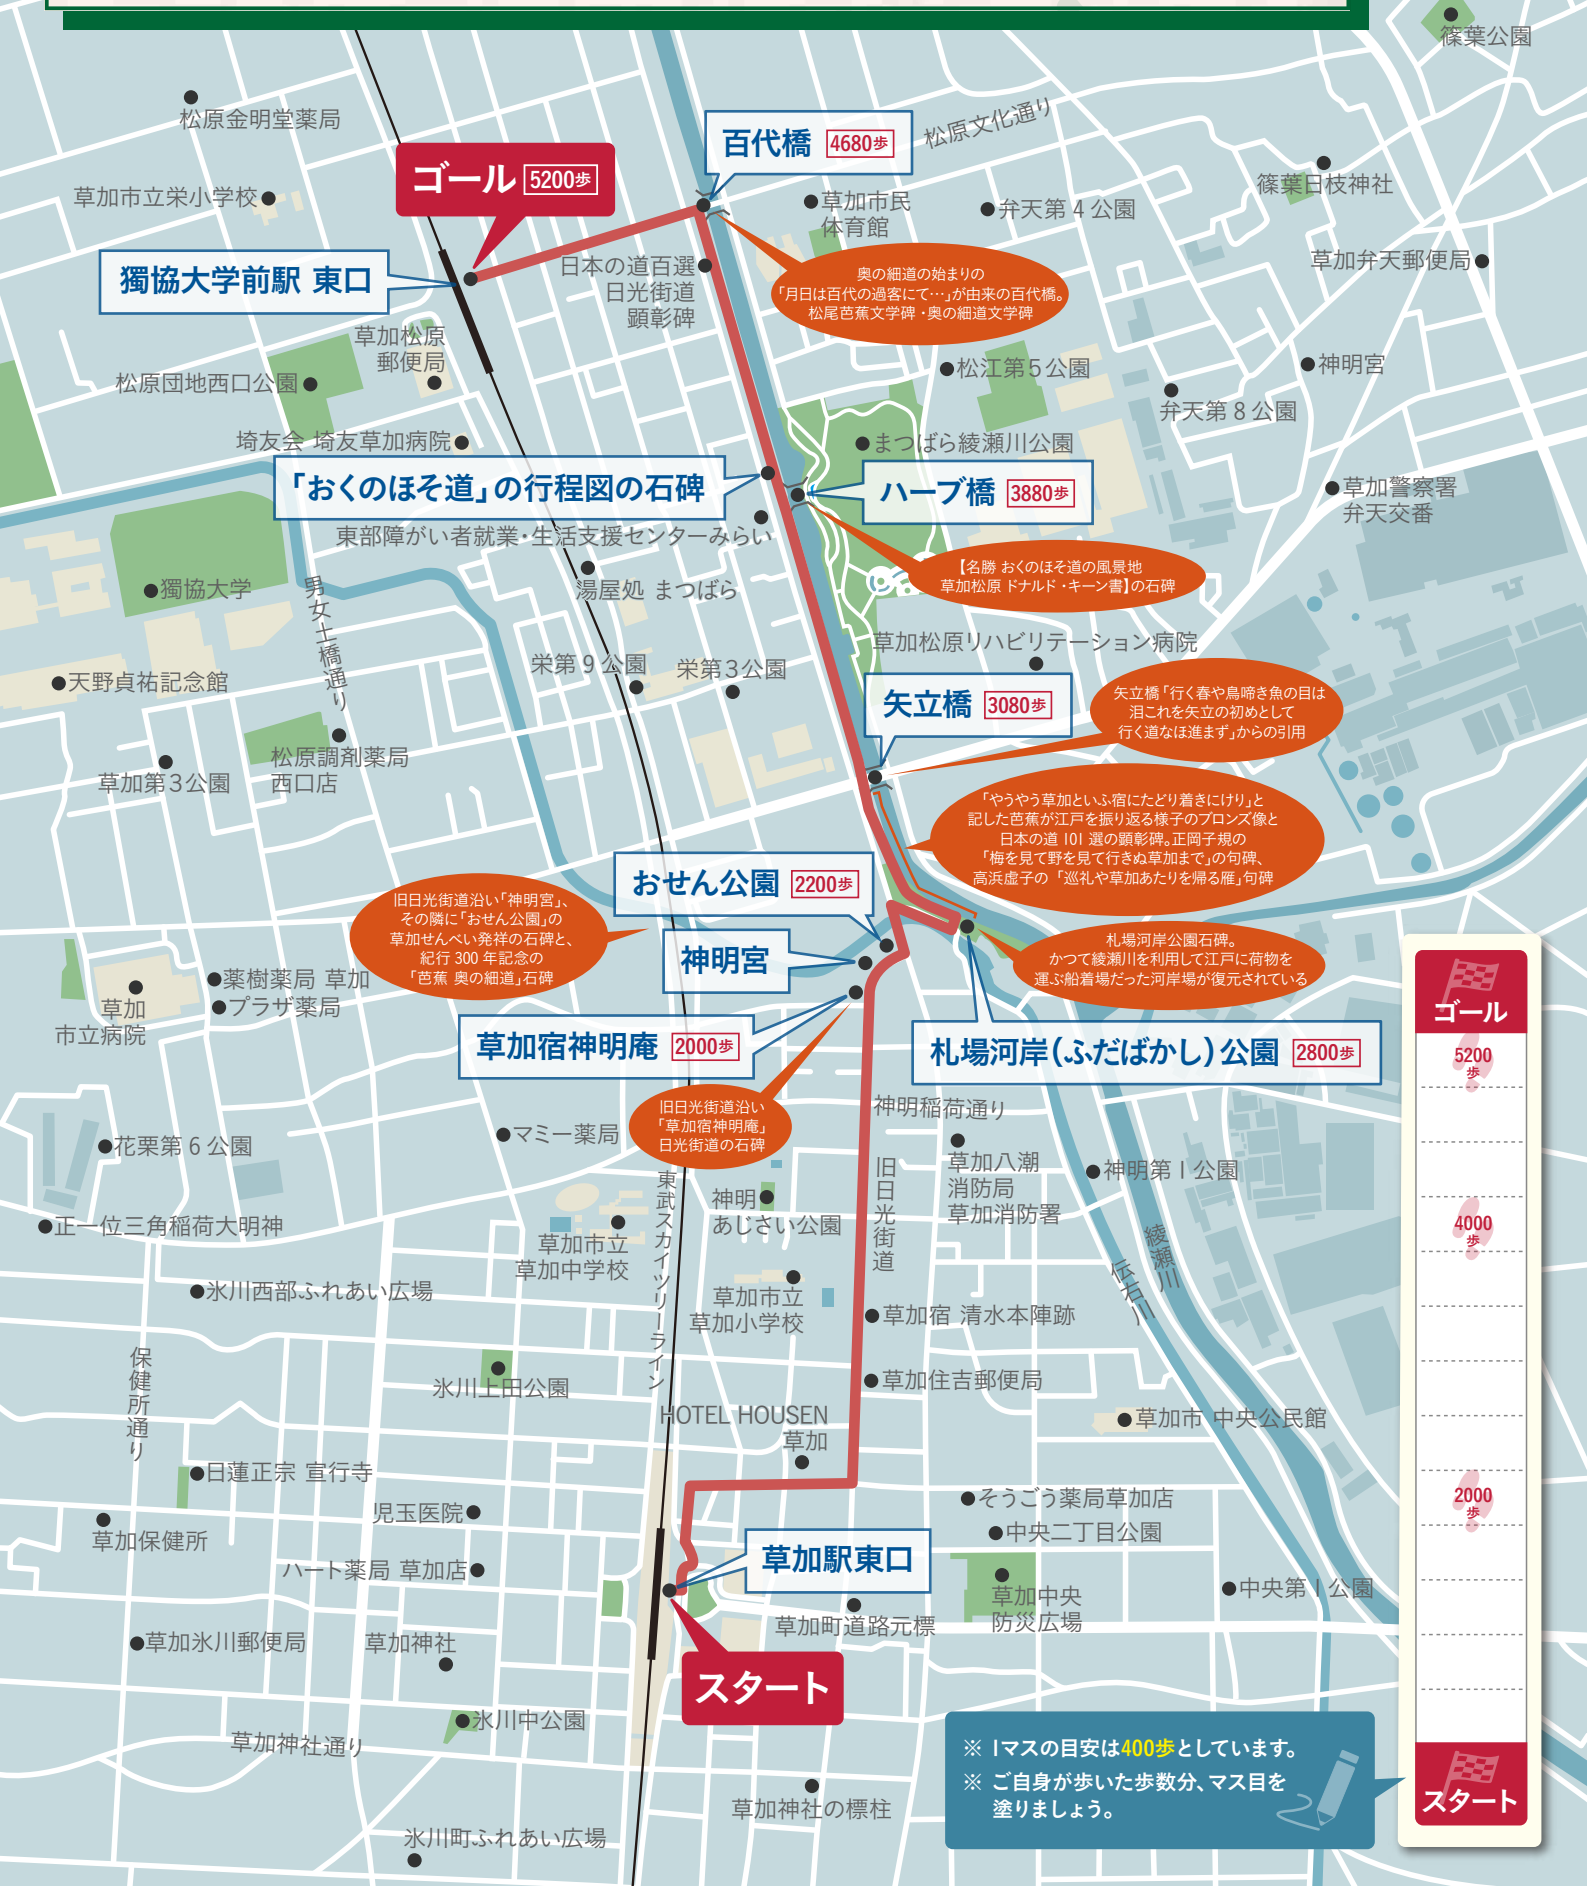 篠葉公園
松原金明堂薬局
百代橋 4680歩
松原文化通り
ゴール 5200歩
草加市立栄小学校
草加市民
体育館
弁天第4公園
篠葉日枝神社
獨協大学前駅 東口
日本の道百選
日光街道
顕彰碑
奥の細道の始まりの
「月日は百代の過客にて…」が由来の百代橋。
松尾芭蕉文学碑・奥の細道文学碑
草加弁天郵便局
草加松原
郵便局
松原団地西口公園
松江第5公園
神明宮
弁天第8公園
埼友会 埼友草加病院
まつばら綾瀬川公園
「おくのほそ道」の行程図の石碑
ハープ橋 3880歩
草加警察署
弁天交番
東部障がい者就業・生活支援センターみらい
【名勝 おくのほそ道の風景地
草加松原 ドナルド・キーン書】の石碑
獨協大学
男女土橋通り
湯屋処 まつばら
草加松原リハビリテーション病院
栄第9公園
栄第3公園
天野貞祐記念館
矢立橋 3080歩
矢立橋「行く春や鳥啼き魚の目は
泪これを矢立の初めとして
行く道なほ進まず」からの引用
松原調剤薬局
西口店
草加第3公園
「やうやう草加といふ宿にたどり着きにけり」と
記した芭蕉が江戸を振り返る様子のブロンズ像と
日本の道101選の顕彰碑。正岡子規の
「梅を見て野を見て行きぬ草加まで」の句碑、
高浜虚子の「巡礼や草加あたりを帰る雁」句碑
おせん公園 2200歩
旧日光街道沿い「神明宮」、
その隣に「おせん公園」の
草加せんべい発祥の石碑と、
紀行300年記念の
「芭蕉 奥の細道」石碑
神明宮
札場河岸公園石碑。
かつて綾瀬川を利用して江戸に荷物を
運ぶ船着場だった河岸場が復元されている
薬樹薬局 草加
プラザ薬局
草加
市立病院
草加宿神明庵 2000歩
札場河岸(ふだばかし)公園 2800歩
旧日光街道沿い
「草加宿神明庵」
日光街道の石碑
神明稲荷通り
マミー薬局
花栗第6公園
草加八潮
消防局
草加消防署
神明第1公園
旧日光街道
東武スカイツリーライン
神明
あじさい公園
正一位三角稲荷大明神
草加市立
草加中学校
綾瀬川
伝右川
氷川西部ふれあい広場
草加市立
草加小学校
草加宿 清水本陣跡
保健所通り
氷川上田公園
草加住吉郵便局
HOTEL HOUSEN
草加
草加市 中央公民館
日蓮正宗 宣行寺
児玉医院
そうごう薬局草加店
草加保健所
中央二丁目公園
ハート薬局 草加店
草加駅東口
草加中央
防災広場
中央第1公園
草加町道路元標
草加氷川郵便局
草加神社
スタート
氷川中公園
草加神社通り
草加神社の標柱
氷川町ふれあい広場
※ 1マスの目安は400歩としています。
※ ご自身が歩いた歩数分、マス目を
塗りましょう。
ゴール
5200
歩
4000
歩
2000
歩
スタート